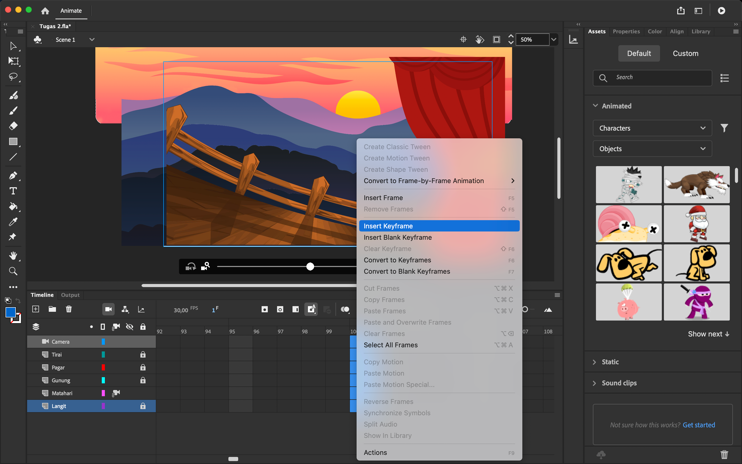 Animate
Tugas 2.fla*
Scene 1
50%
Create Classic Tween
Create Motion Tween
Create Shape Tween
Convert to Frame-by-Frame Animation
Insert Frame F5
Remove Frames ⇧ F5
Insert Keyframe
Insert Blank Keyframe
Clear Keyframe ⇧ F6
Convert to Keyframes F6
Convert to Blank Keyframes F7
Cut Frames ⌥⌘X
Copy Frames ⌥⌘C
Paste Frames ⌥⌘V
Paste and Overwrite Frames
Clear Frames ⌥⌫
Select All Frames ⌥⌘A
Copy Motion
Paste Motion
Paste Motion Special...
Reverse Frames
Synchronize Symbols
Split Audio
Show in Library
Actions F9
Timeline Output
30,00 FPS 1 F
92 93 94 95 96 97 98 99 107 108
Camera
Tirai
Pagar
Gunung
Matahari
Langit
Assets Properties Color Align Library
Default Custom
Search
Animated
Characters
Objects
Show next ↓
Static
Sound clips
Not sure how this works? Get started